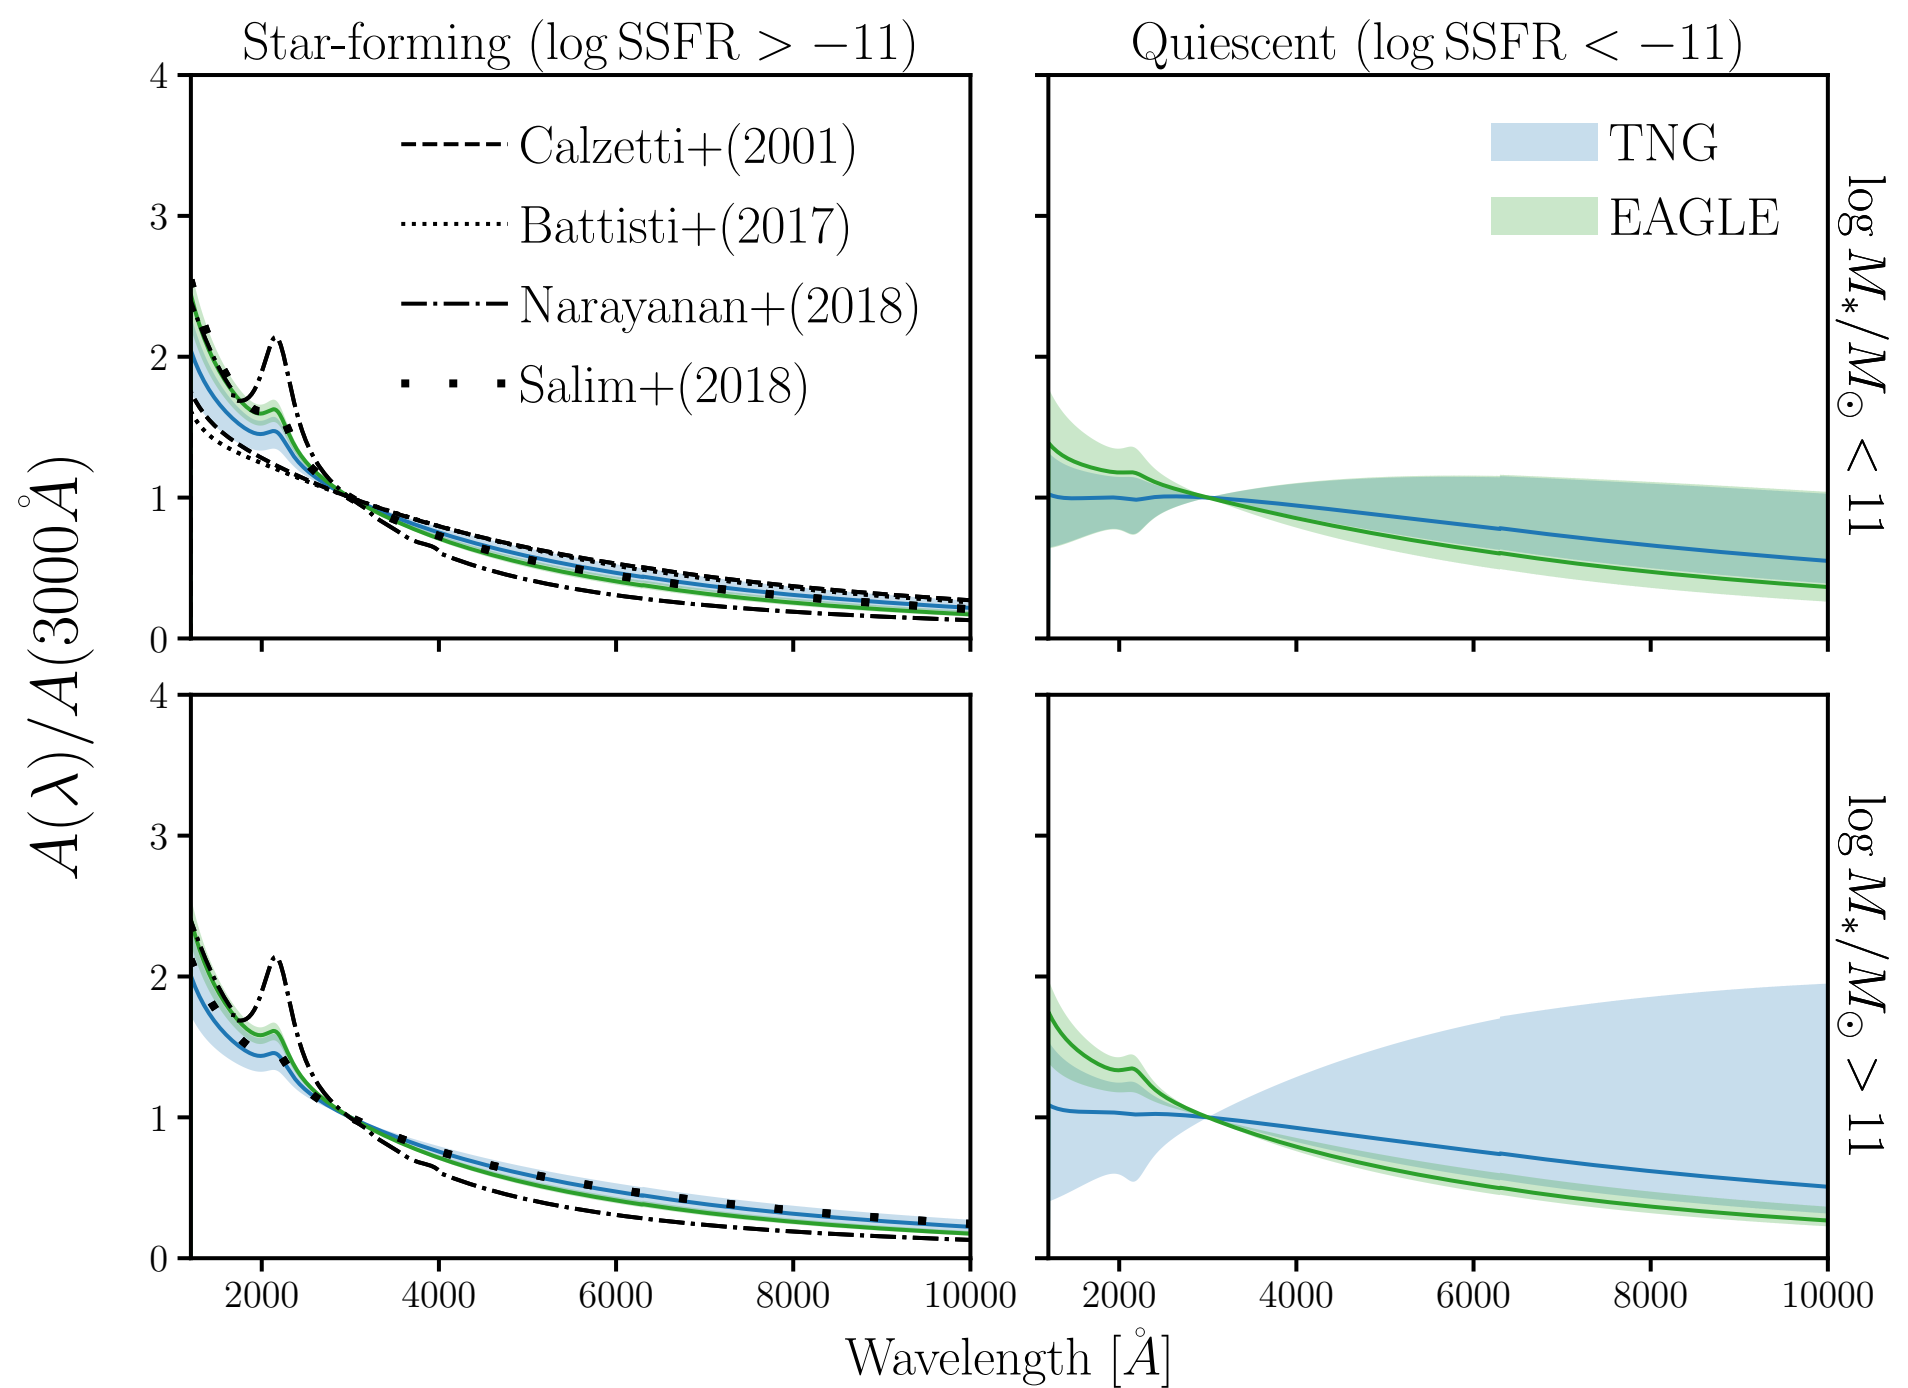 Star-forming (log SSFR > −11)
Quiescent (log SSFR < −11)
4
3
2
1
0
Calzetti+(2001)
Battisti+(2017)
Narayanan+(2018)
Salim+(2018)
TNG
EAGLE
log M∗/M⊙ < 11
A(λ)/A(3000Å)
4
3
2
1
0
log M∗/M⊙ > 11
2000 4000 6000 8000 10000
2000 4000 6000 8000 10000
Wavelength [Å]